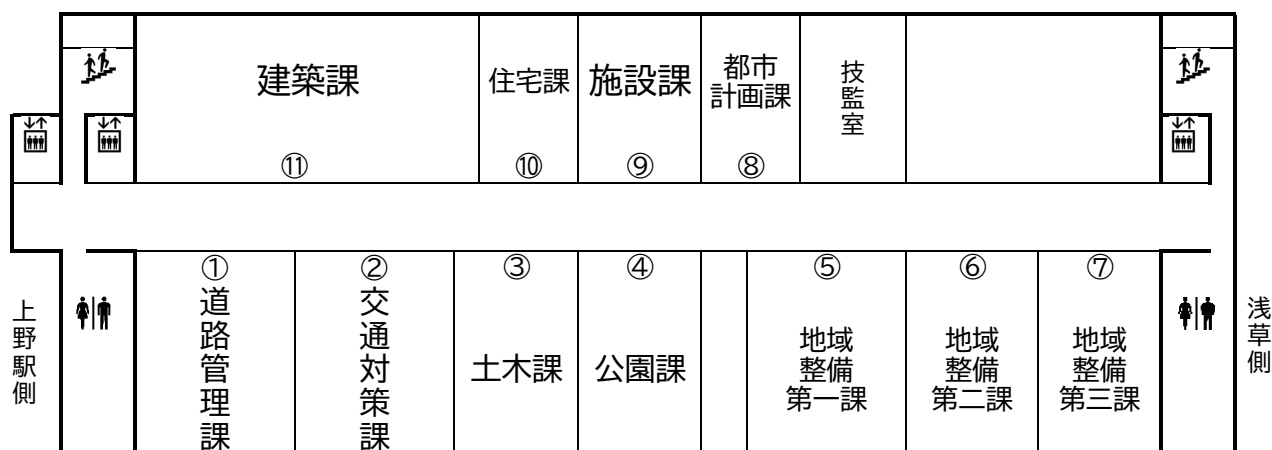 建築課
住宅課
施設課
都市
計画課
技監室
⑪
⑩
⑨
⑧
①
道路管理課
②
交通対策課
③
土木課
④
公園課
⑤
地域
整備
第一課
⑥
地域
整備
第二課
⑦
地域
整備
第三課
上野駅側
浅草側